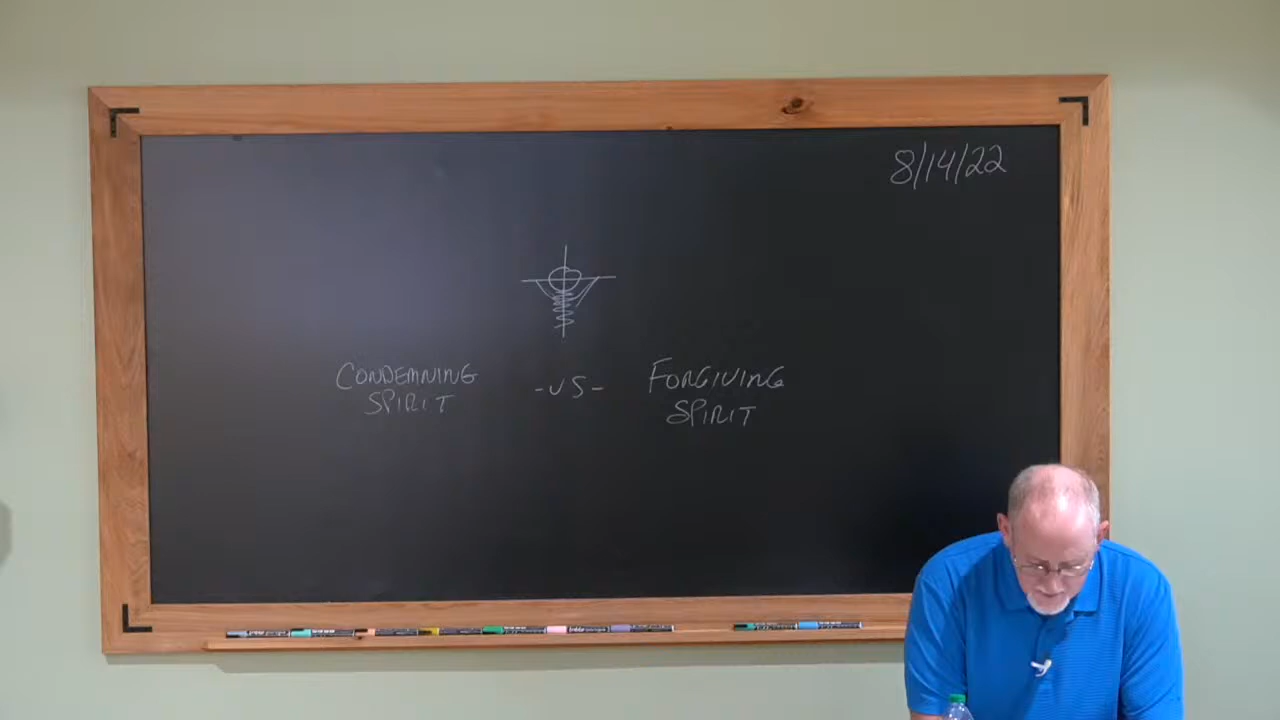 8/14/22
CONDEMNING
SPIRIT
-VS-
FORGIVING
SPIRIT